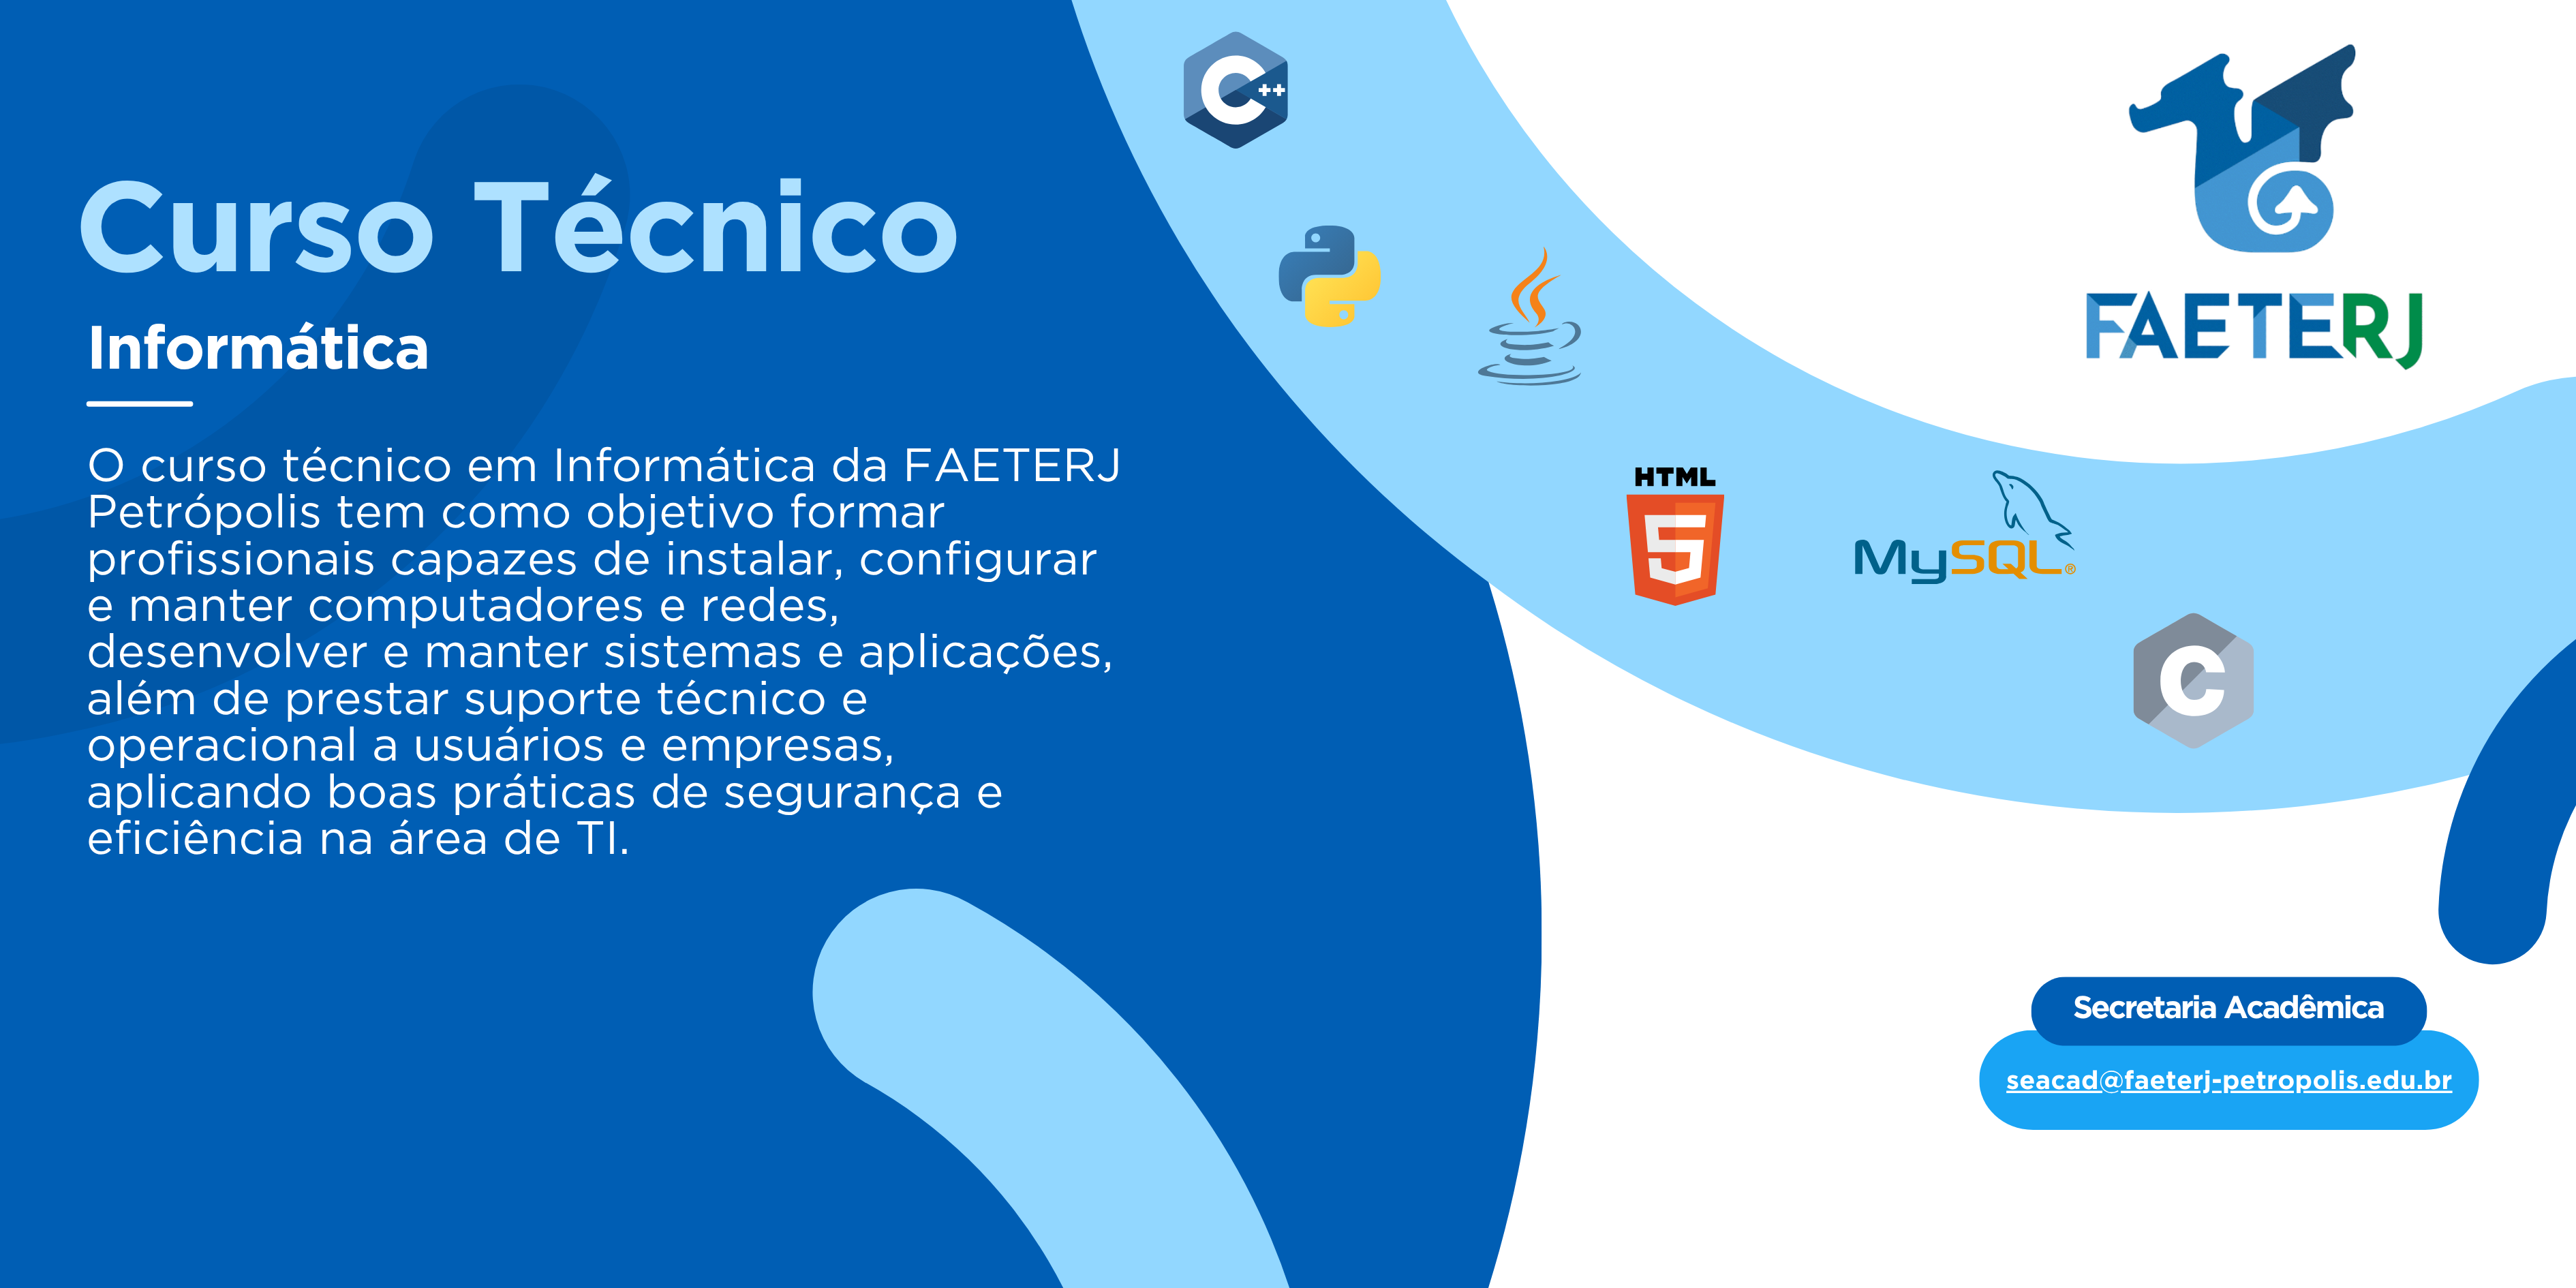 Curso Técnico
Informática
O curso técnico em Informática da FAETERJ
Petrópolis tem como objetivo formar
profissionais capazes de instalar, configurar
e manter computadores e redes,
desenvolver e manter sistemas e aplicações,
além de prestar suporte técnico e
operacional a usuários e empresas,
aplicando boas práticas de segurança e
eficiência na área de TI.
C++
HTML
5
MySQL®
C
FAETERJ
Secretaria Acadêmica
seacad@faeterj-petropolis.edu.br